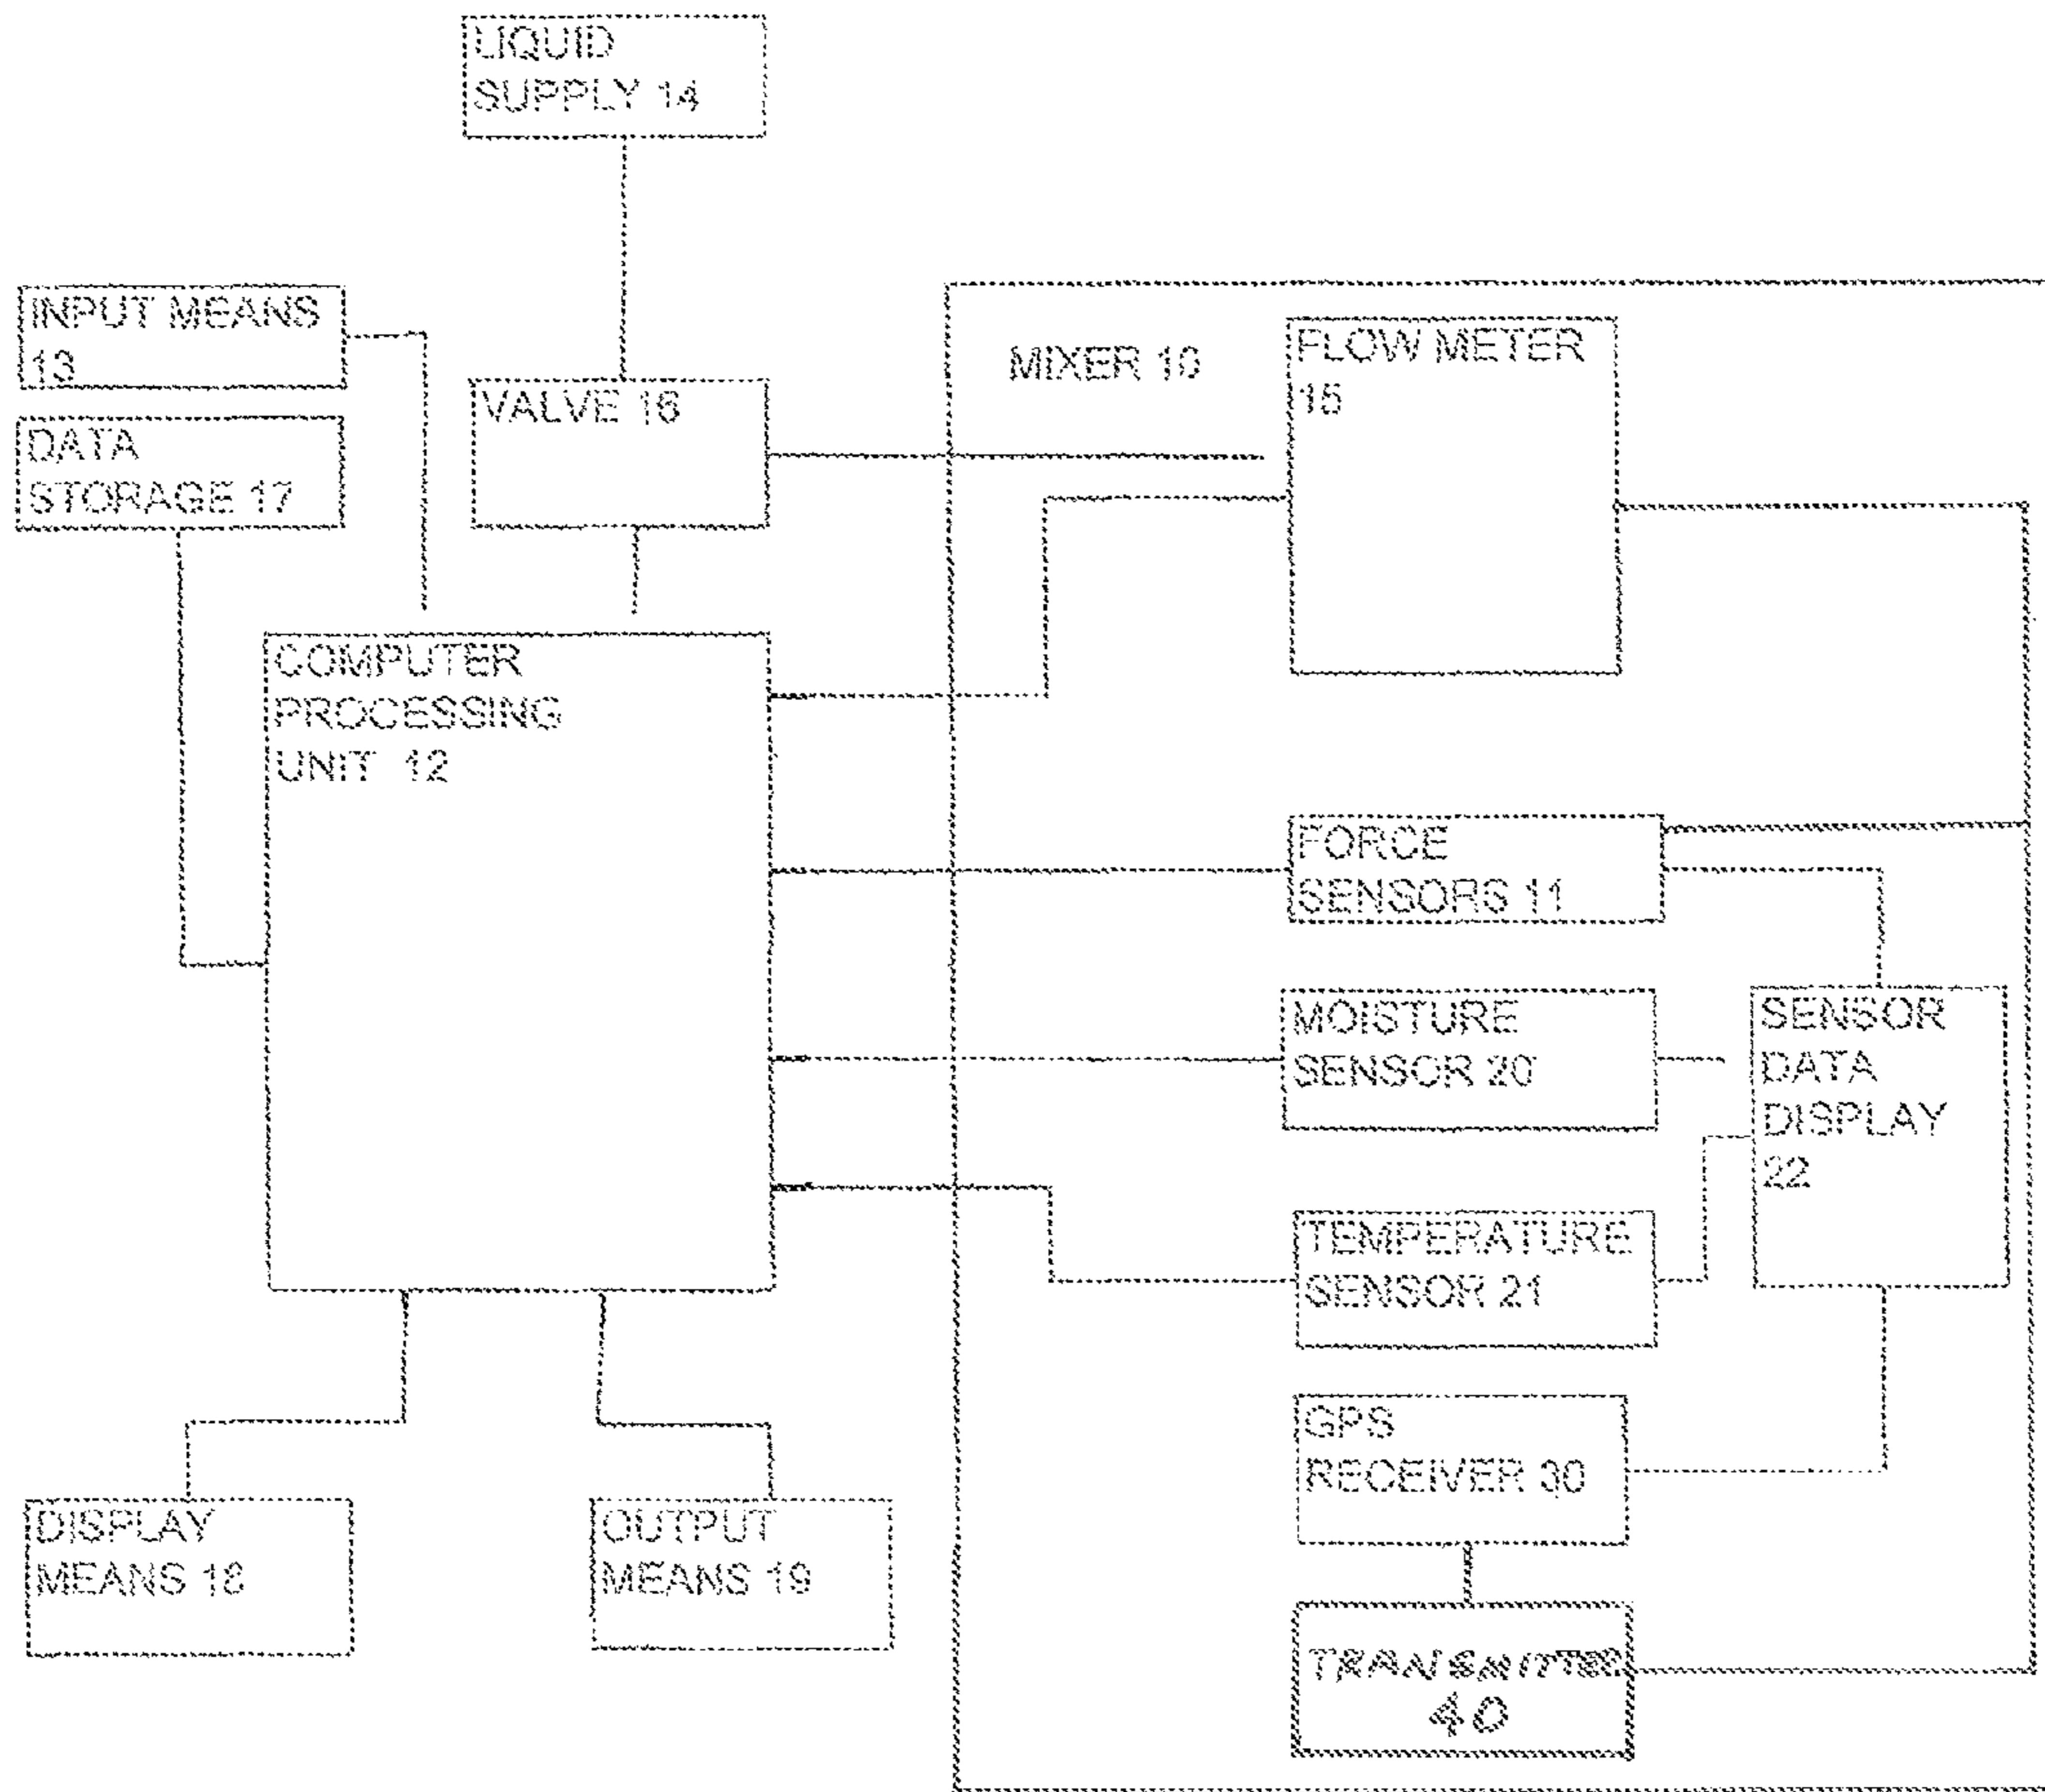 LIQUID
SUPPLY 14
INPUT MEANS
13
DATA
STORAGE 17
VALVE 16
MIXER 10
FLOW METER
15
COMPUTER
PROCESSING
UNIT 12
FORCE
SENSORS 11
MOISTURE
SENSOR 20
SENSOR
DATA
DISPLAY
22
TEMPERATURE
SENSOR 21
GPS
RECEIVER 30
DISPLAY
MEANS 18
OUTPUT
MEANS 19
TRANSMITTER
40